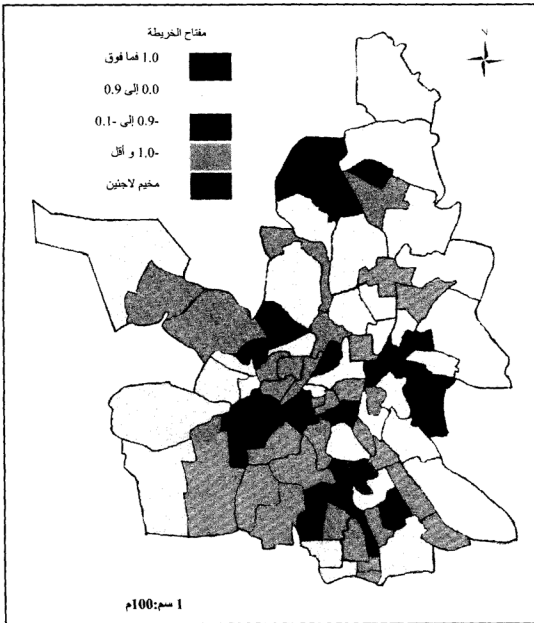 مفتاح الخريطة
1.0 فما فوق
0.0 إلى 0.9
-0.9 إلى -0.1
-1.0 و أقل
مخيم لاجئين
1 سم:100م